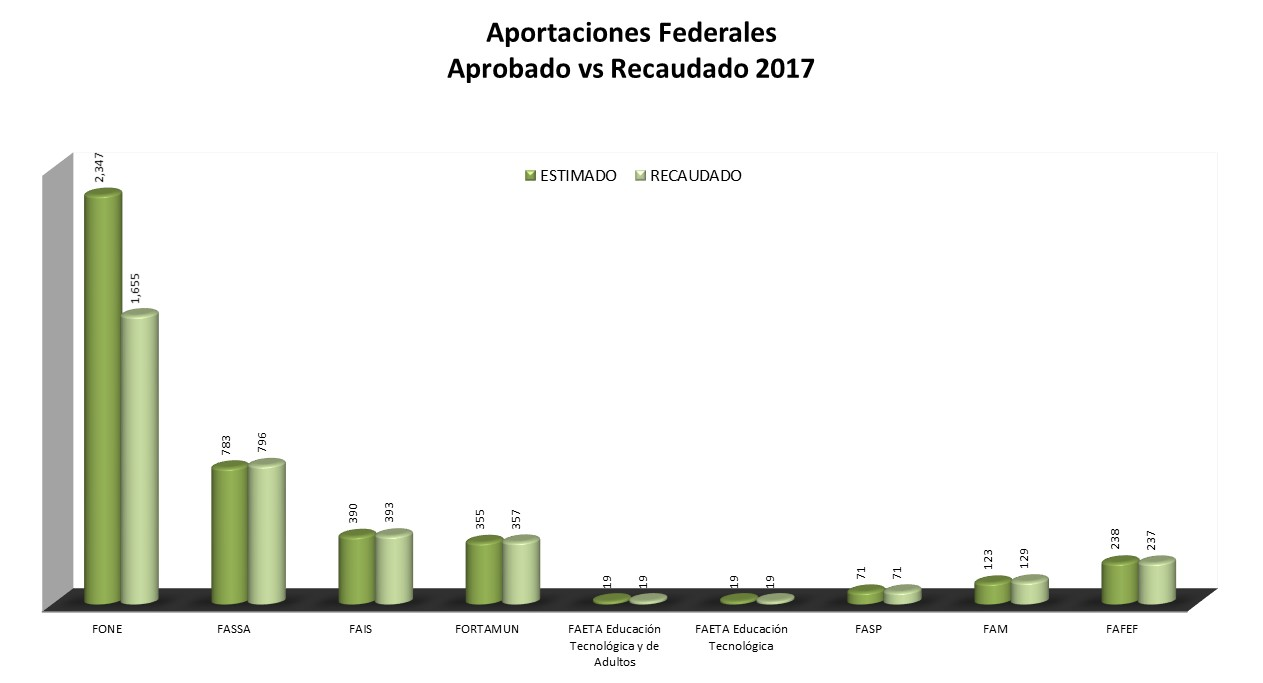 Aportaciones Federales
Aprobado vs Recaudado 2017
ESTIMADO RECAUDADO
2,347
1,655
783
796
390
393
355
357
19
19
19
19
71
71
123
129
238
237
FONE
FASSA
FAIS
FORTAMUN
FAETA Educación
Tecnológica y de
Adultos
FAETA Educación
Tecnológica
FASP
FAM
FAFEF